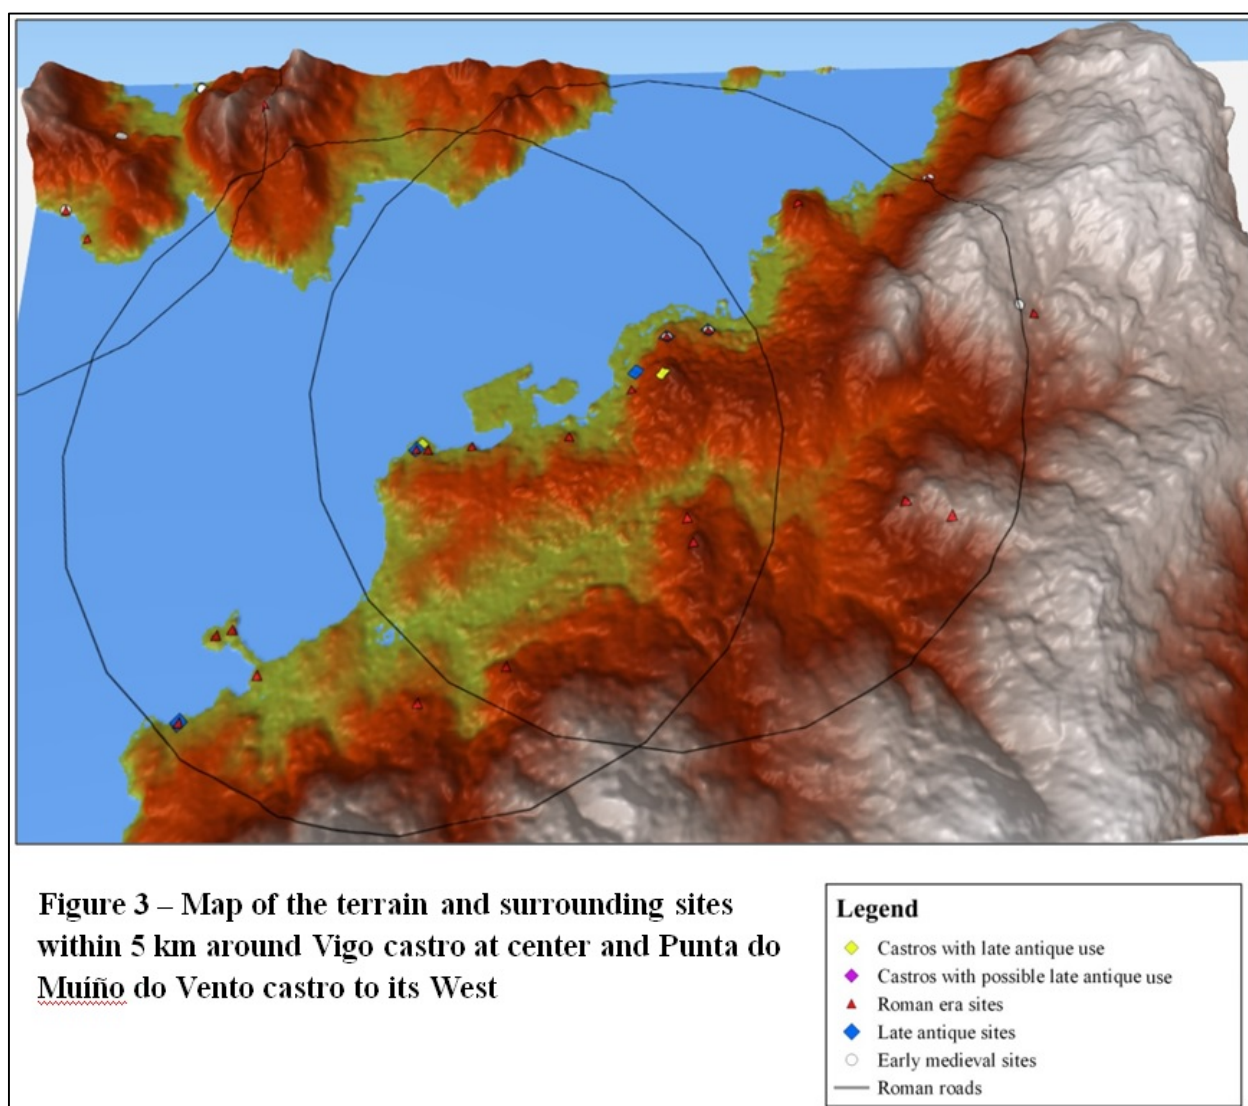 Figure 3 – Map of the terrain and surrounding sites
within 5 km around Vigo castro at center and Punta do
Muíño do Vento castro to its West
Legend
Castros with late antique use
Castros with possible late antique use
Roman era sites
Late antique sites
Early medieval sites
Roman roads